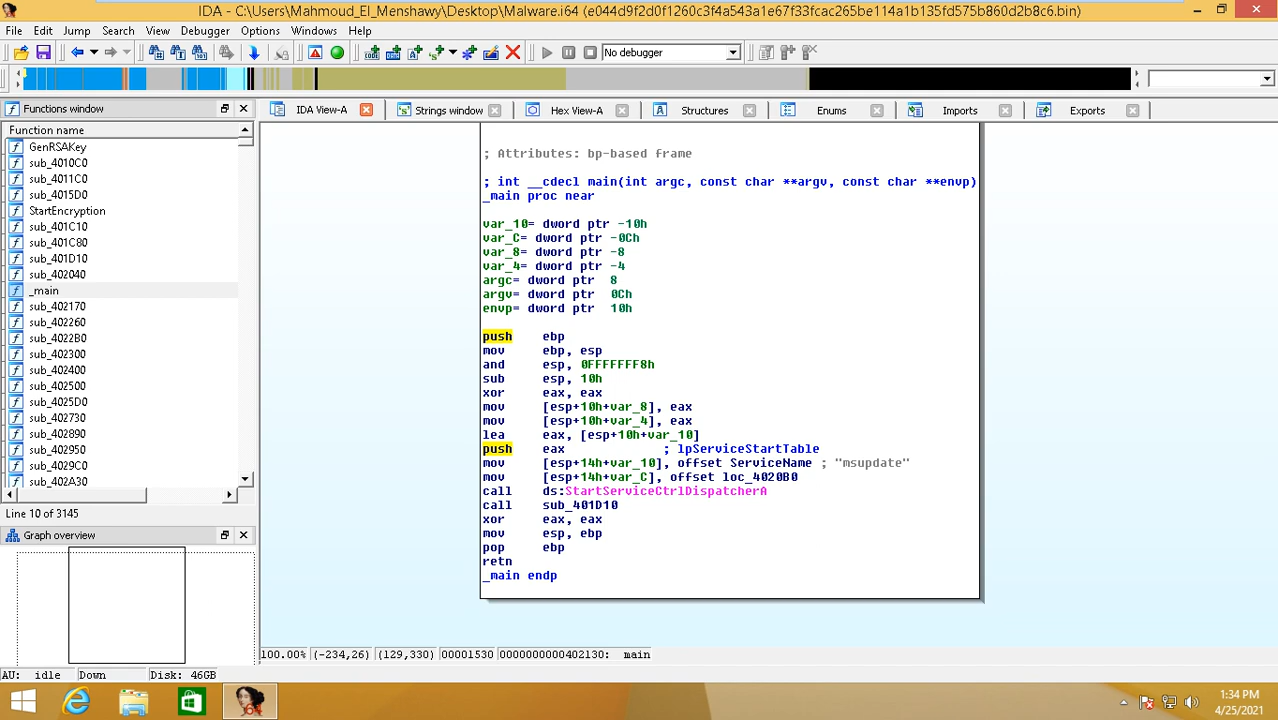 IDA - C:\Users\Mahmoud_El_Menshawy\Desktop\Malware.i64 (e044d9f2d0f1260c3f4a543a1e67f33fcac265be114a1b135fd575b860d2b8c6.bin)
File Edit Jump Search View Debugger Options Windows Help
No debugger
Functions window
IDA View-A
Strings window
Hex View-A
Structures
Enums
Imports
Exports
Function name
GenRSAKey
sub_4010C0
sub_4011C0
sub_4015D0
StartEncryption
sub_401C10
sub_401C80
sub_401D10
sub_402040
_main
sub_402170
sub_402260
sub_4022B0
sub_402300
sub_402400
sub_402500
sub_4025D0
sub_402730
sub_402890
sub_402950
sub_4029C0
sub_402A30
Line 10 of 3145
Graph overview
; Attributes: bp-based frame
; int __cdecl main(int argc, const char **argv, const char **envp)
_main proc near
var_10= dword ptr -10h
var_C= dword ptr -0Ch
var_8= dword ptr -8
var_4= dword ptr -4
argc= dword ptr 8
argv= dword ptr 0Ch
envp= dword ptr 10h
push ebp
mov ebp, esp
and esp, 0FFFFFFF8h
sub esp, 10h
xor eax, eax
mov [esp+10h+var_8], eax
mov [esp+10h+var_4], eax
lea eax, [esp+10h+var_10]
push eax ; lpServiceStartTable
mov [esp+14h+var_10], offset ServiceName ; "msupdate"
mov [esp+14h+var_C], offset loc_4020B0
call ds:StartServiceCtrlDispatcherA
call sub_401D10
xor eax, eax
mov esp, ebp
pop ebp
retn
_main endp
100.00% (-234,26) (129,330) 00001530 0000000000402130: main
AU: idle Down Disk: 46GB
1:34 PM
4/25/2021